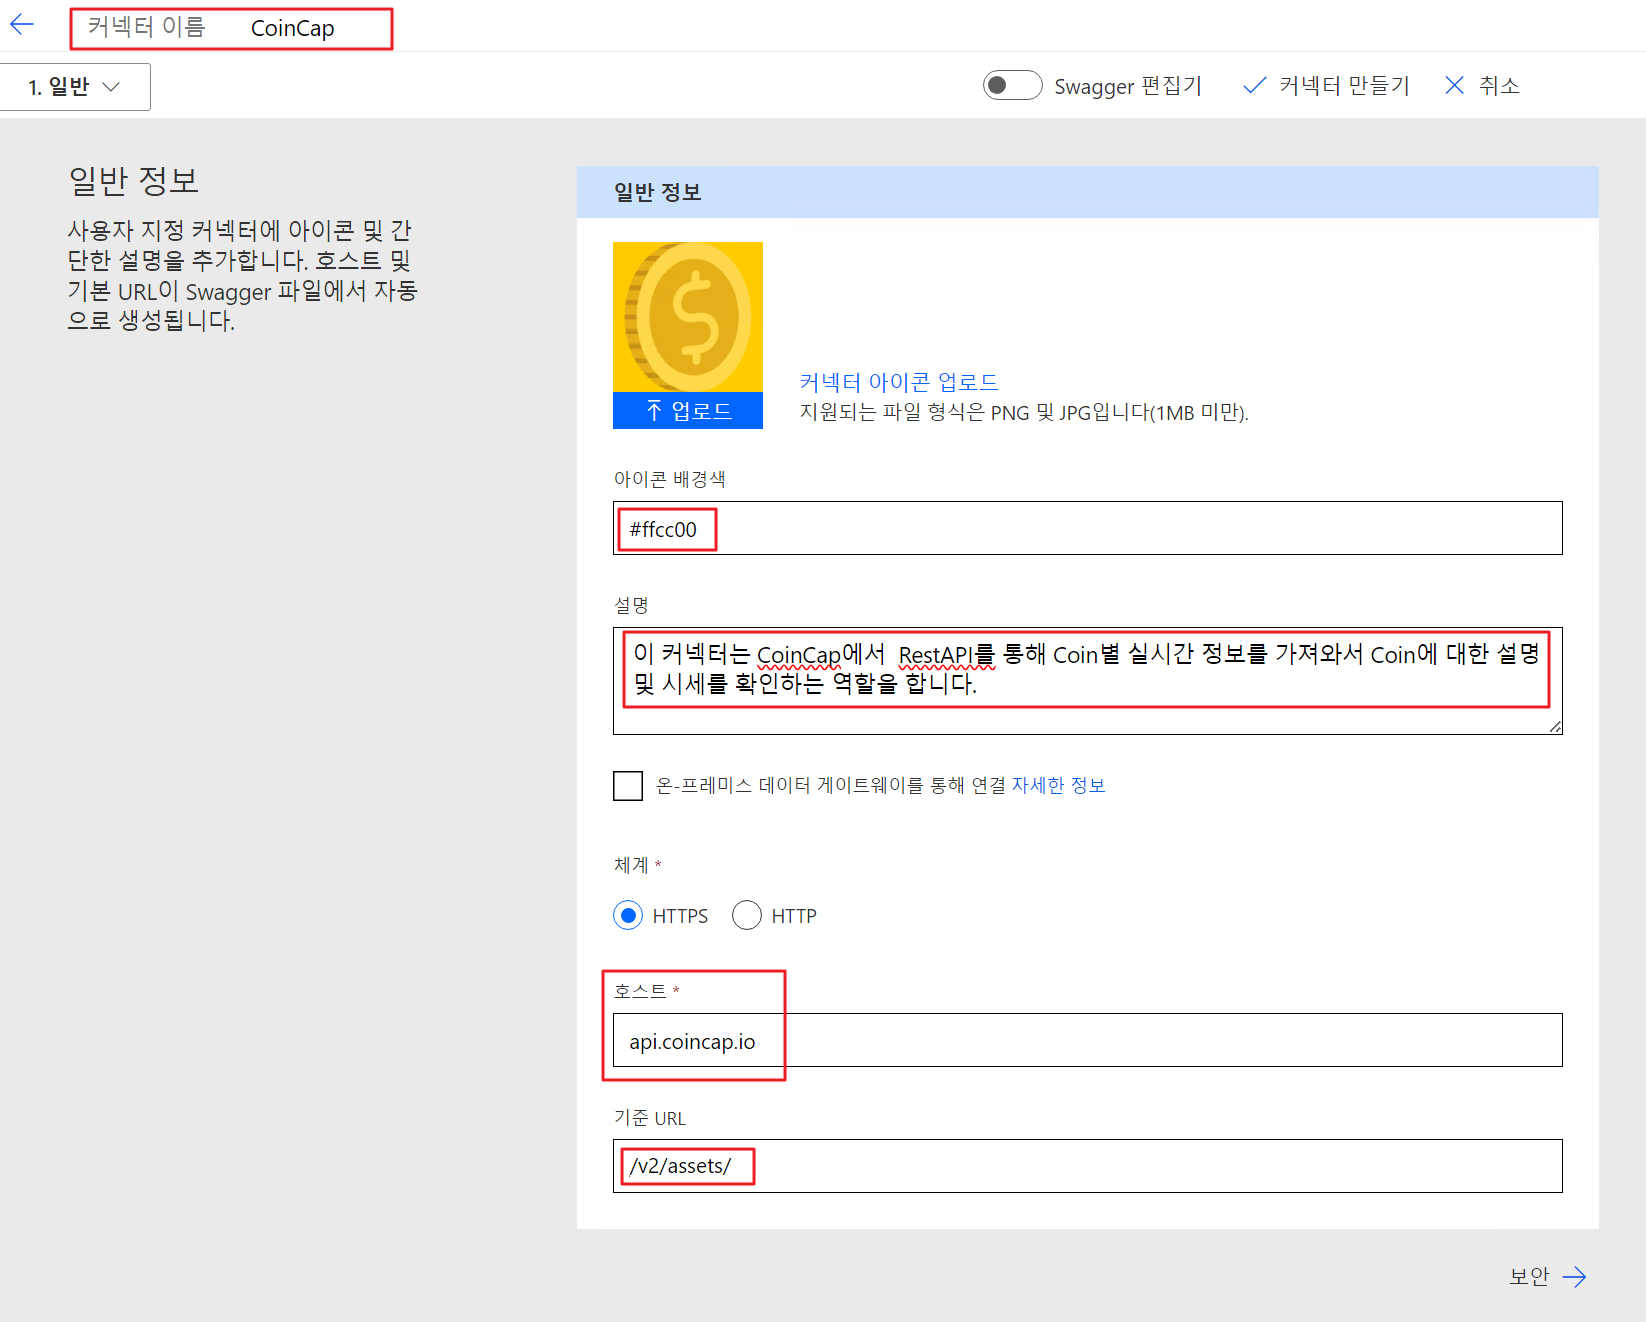 커넥터 이름 CoinCap
1. 일반
Swagger 편집기
커넥터 만들기
취소
일반 정보
사용자 지정 커넥터에 아이콘 및 간
단한 설명을 추가합니다. 호스트 및
기본 URL이 Swagger 파일에서 자동
으로 생성됩니다.
일반 정보
업로드
커넥터 아이콘 업로드
지원되는 파일 형식은 PNG 및 JPG입니다(1MB 미만).
아이콘 배경색
#ffcc00
설명
이 커넥터는 CoinCap에서  RestAPI를 통해 Coin별 실시간 정보를 가져와서 Coin에 대한 설명
및 시세를 확인하는 역할을 합니다.
온-프레미스 데이터 게이트웨이를 통해 연결 자세한 정보
체계 *
HTTPS HTTP
호스트 *
api.coincap.io
기준 URL
/v2/assets/
보안